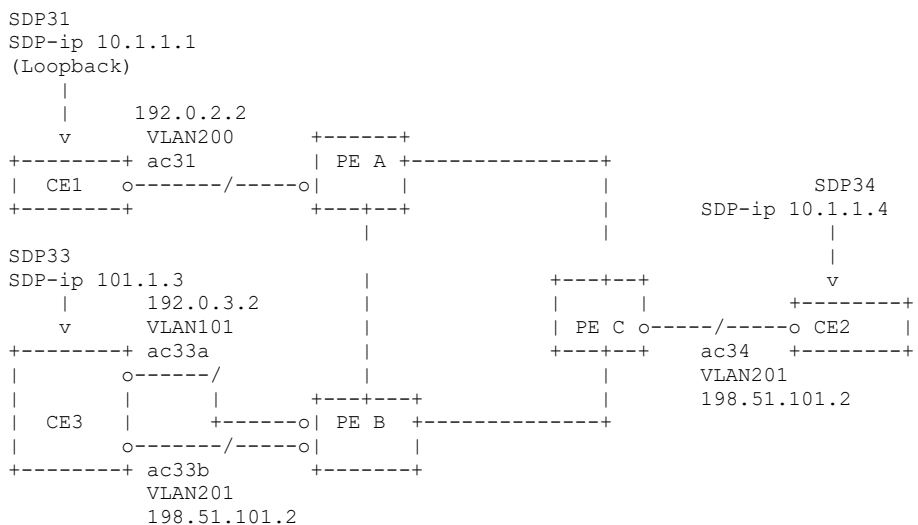 SDP31
SDP-ip 10.1.1.1
(Loopback)
192.0.2.2
v VLAN200
ac31 PE A
CE1
SDP34
SDP-ip 10.1.1.4
SDP33
SDP-ip 101.1.3
v
192.0.3.2
v VLAN101
PE C CE2
ac33a
ac34
VLAN201
198.51.101.2
CE3 PE B
ac33b
VLAN201
198.51.101.2